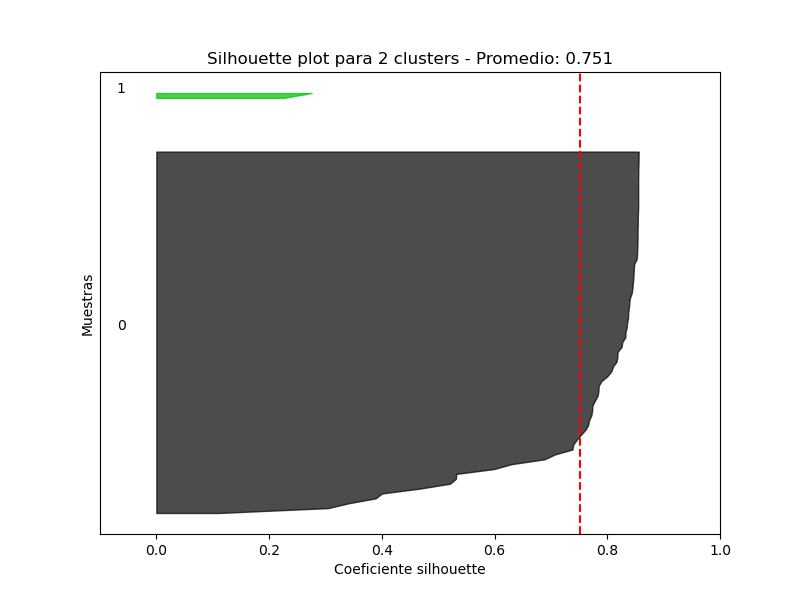 Silhouette plot para 2 clusters - Promedio: 0.751
1
0
Muestras
0.0 0.2 0.4 0.6 0.8 1.0
Coeficiente silhouette